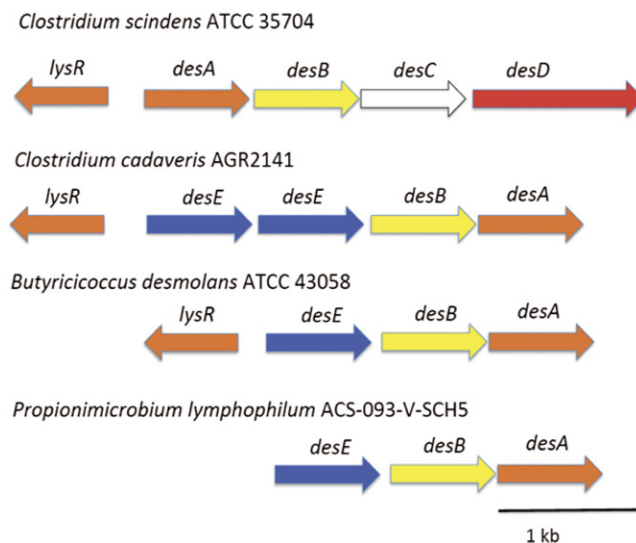 Clostridium scindens ATCC 35704
lysR desA desB desC desD
Clostridium cadaveris AGR2141
lysR desE desE desB desA
Butyricicoccus desmolans ATCC 43058
lysR desE desB desA
Propionimicrobium lymphophilum ACS-093-V-SCH5
desE desB desA
1 kb